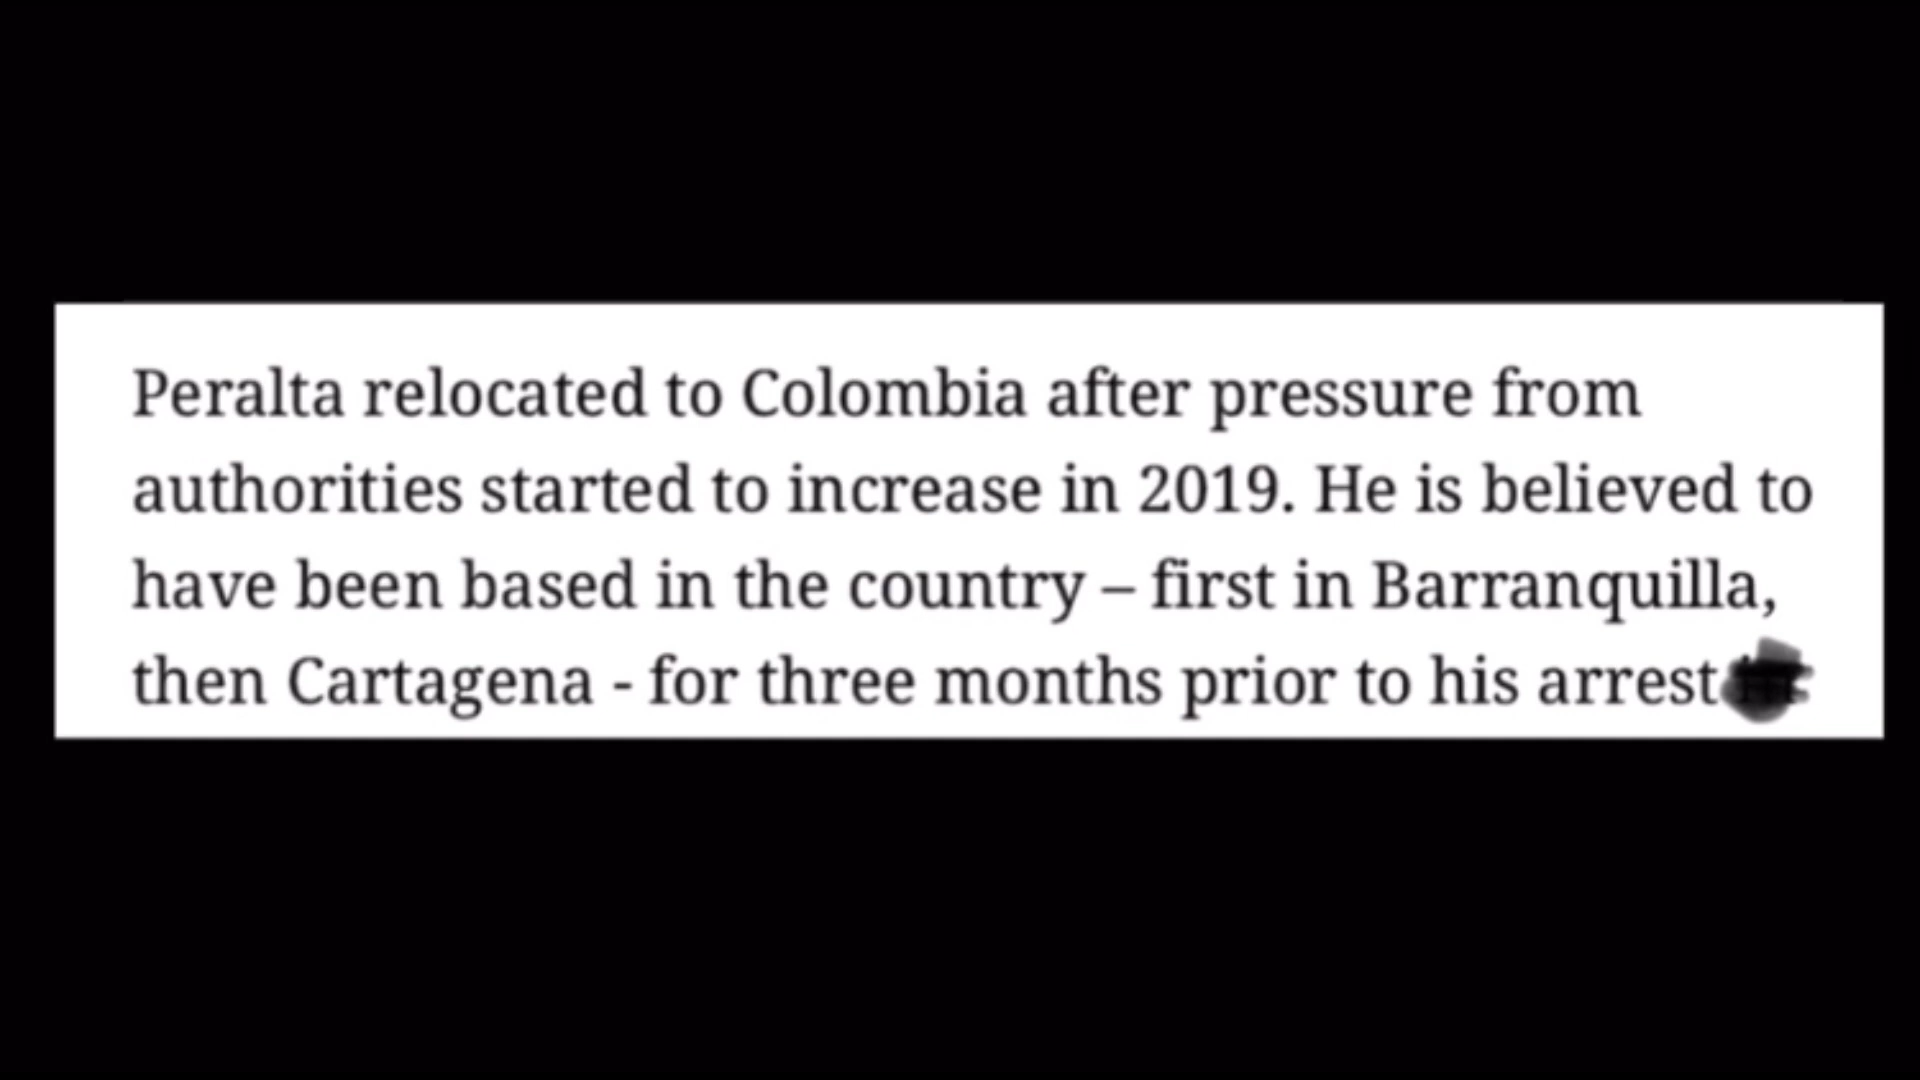 Peralta relocated to Colombia after pressure from
authorities started to increase in 2019. He is believed to
have been based in the country – first in Barranquilla,
then Cartagena - for three months prior to his arrest